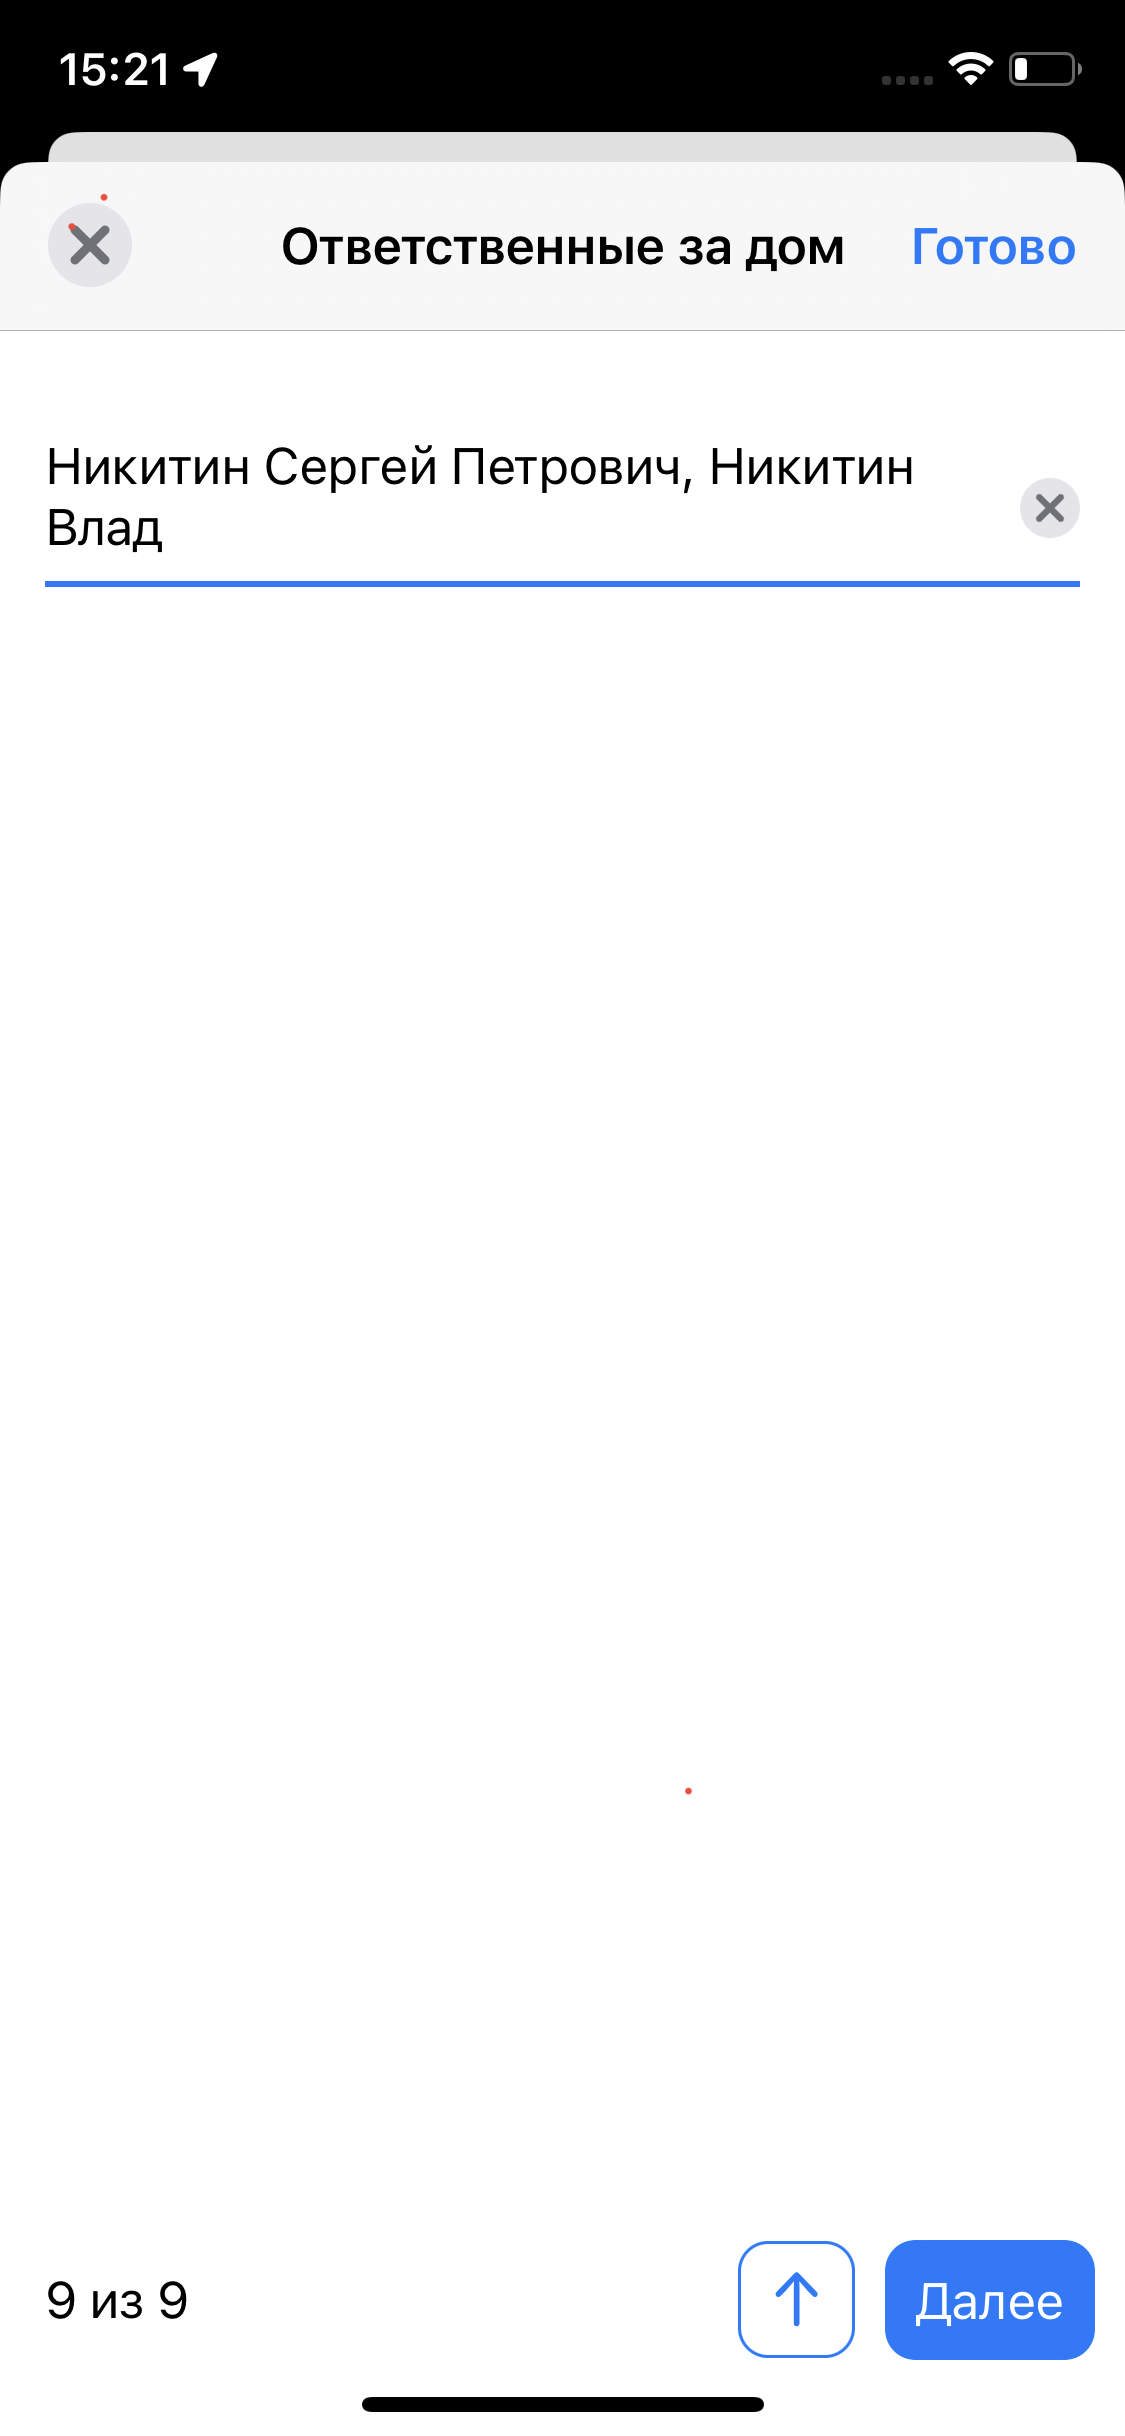 15:21
Ответственные за дом
Готово
Никитин Сергей Петрович, Никитин
Влад
9 из 9
Далее